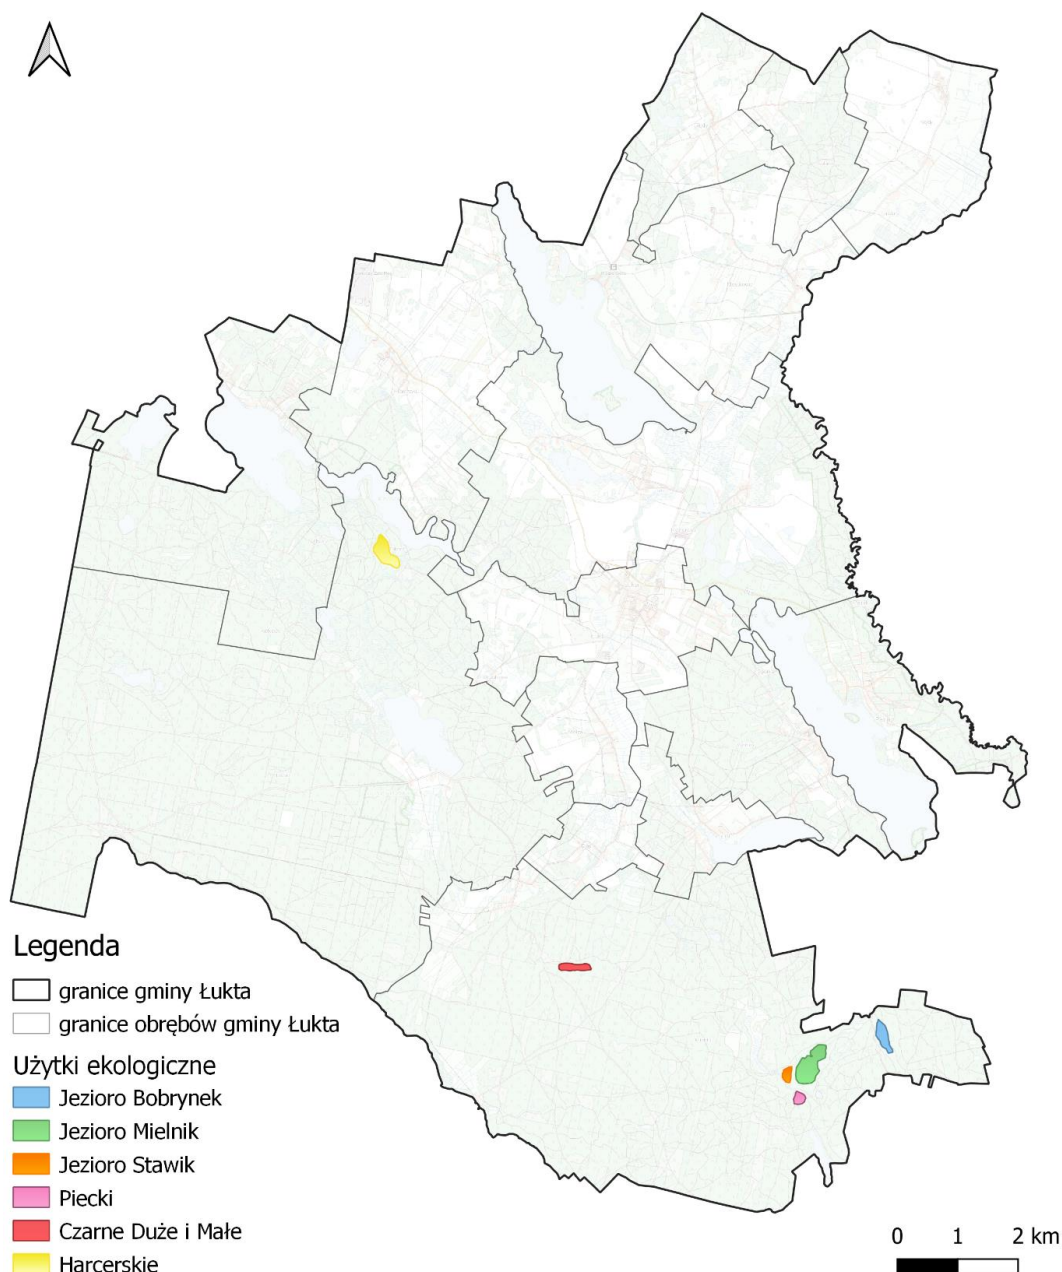 Legenda
granice gminy Łukta
granice obrębów gminy Łukta
Użytki ekologiczne
Jezioro Bobrynek
Jezioro Mielnik
Jezioro Stawik
Piecki
Czarne Duże i Małe
Harcerskie
0 1 2 km